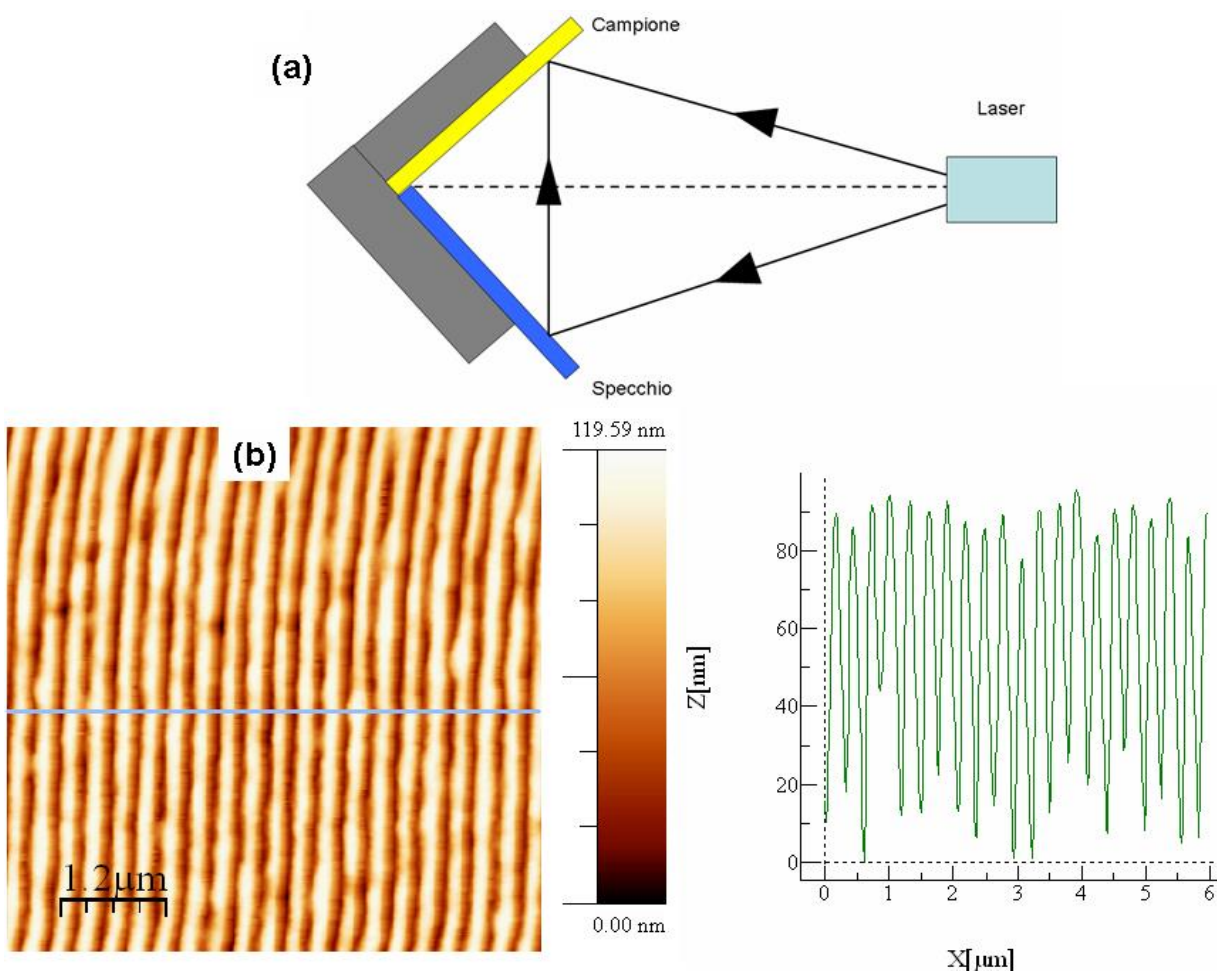 Campione
(a)
Laser
Specchio
(b)
119.59 nm
0.00 nm
1.2µm
Z[nm]
80
60
40
20
0
0 1 2 3 4 5 6
X[µm]